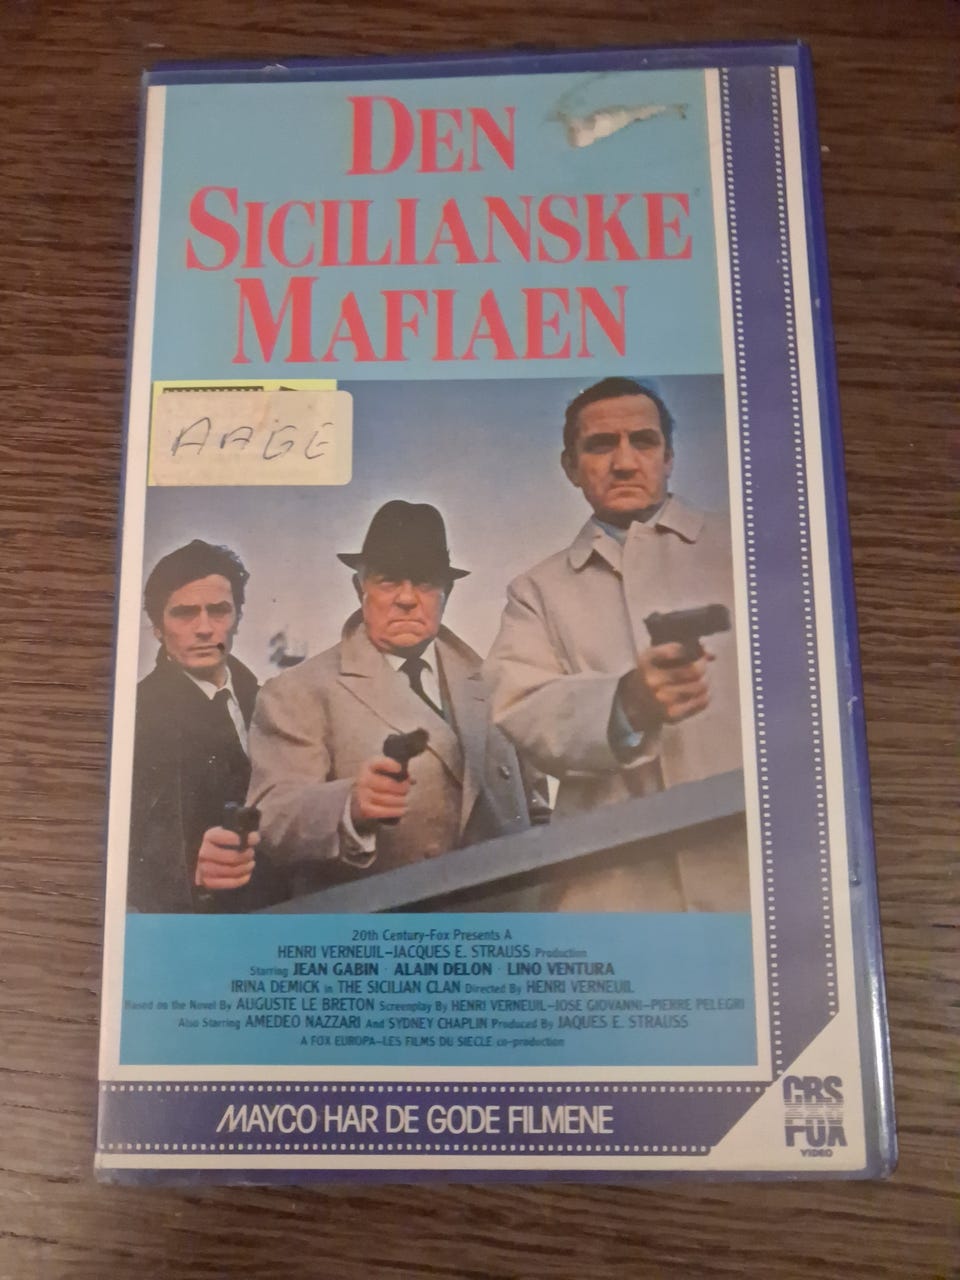 DEN
SICILIANSKE
MAFIAEN
AAGE
20th Century-Fox Presents A
HENRI VERNEUIL-JACQUES E. STRAUSS Production
Starring JEAN GABIN · ALAIN DELON · LINO VENTURA
IRINA DEMICK in THE SICILIAN CLAN Directed By HENRI VERNEUIL
Based on the Novel By AUGUSTE LE BRETON Screenplay By HENRI VERNEUIL-JOSE GIOVANNI-PIERRE PELEGRI
Also Starring AMEDEO NAZZARI And SYDNEY CHAPLIN Produced By JAQUES E. STRAUSS
A FOX EUROPA-LES FILMS DU SIECLE co-production
MAYCO HAR DE GODE FILMENE
CBS
FOX
VIDEO